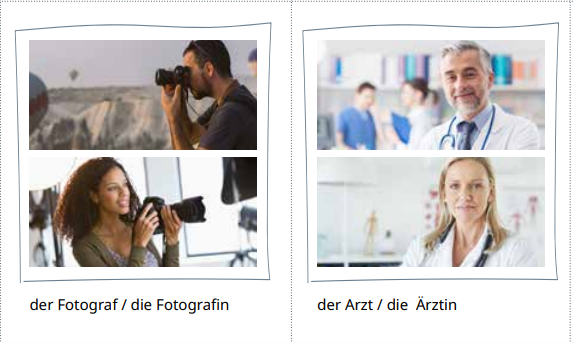 der Fotograf / die Fotografin
der Arzt / die Ärztin